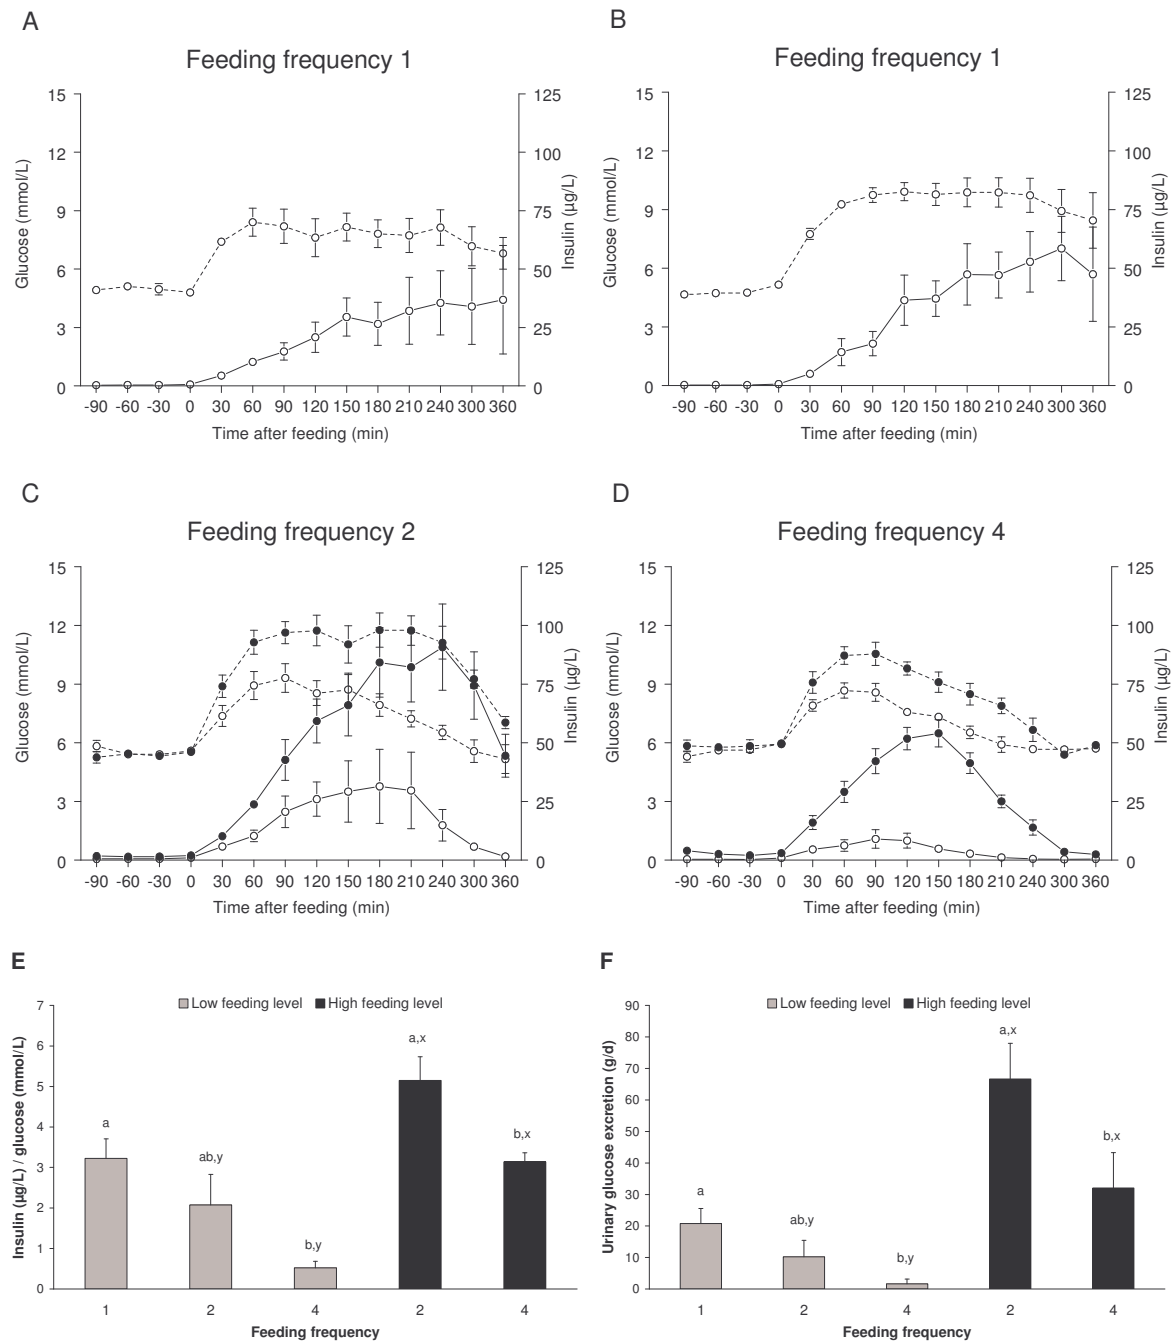 A
Feeding frequency 1
15
12
9
6
3
0
Glucose (mmol/L)
125
100
75
50
25
0
Insulin (µg/L)
-90 -60 -30 0 30 60 90 120 150 180 210 240 300 360
Time after feeding (min)
B
Feeding frequency 1
15
12
9
6
3
0
Glucose (mmol/L)
125
100
75
50
25
0
Insulin (µg/L)
-90 -60 -30 0 30 60 90 120 150 180 210 240 300 360
Time after feeding (min)
C
Feeding frequency 2
15
12
9
6
3
0
Glucose (mmol/L)
125
100
75
50
25
0
Insulin (µg/L)
-90 -60 -30 0 30 60 90 120 150 180 210 240 300 360
Time after feeding (min)
D
Feeding frequency 4
15
12
9
6
3
0
Glucose (mmol/L)
125
100
75
50
25
0
Insulin (µg/L)
-90 -60 -30 0 30 60 90 120 150 180 210 240 300 360
Time after feeding (min)
E
Low feeding level High feeding level
7
6
5
4
3
2
1
0
Insulin (µg/L) / glucose (mmol/L)
a
ab,y
b,y
a,x
b,x
1 2 4 2 4
Feeding frequency
F
Low feeding level High feeding level
90
80
70
60
50
40
30
20
10
0
Urinary glucose excretion (g/d)
a
ab,y
b,y
a,x
b,x
1 2 4 2 4
Feeding frequency